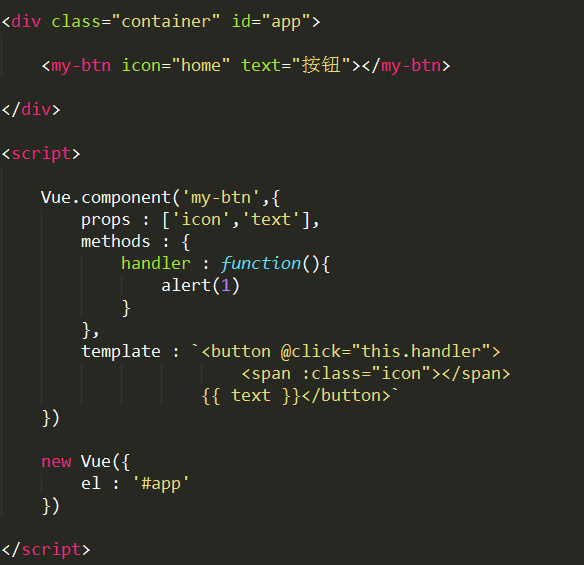 <div class="container" id="app">
<my-btn icon="home" text="按钮"></my-btn>
</div>
<script>
Vue.component('my-btn',{
props : ['icon','text'],
methods : {
handler : function(){
alert(1)
}
},
template : `<button @click="this.handler">
<span :class="icon"></span>
{{ text }}</button>`
})
new Vue({
el : '#app'
})
</script>